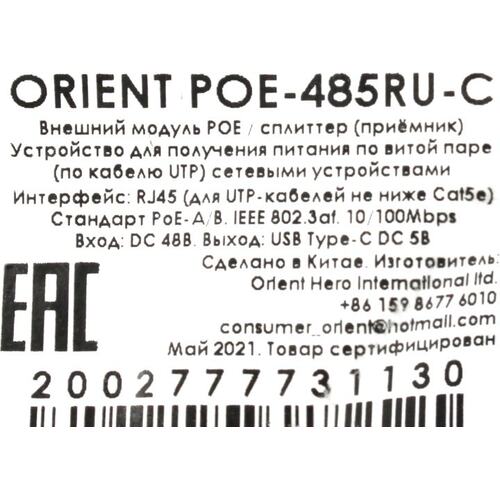 ORIENT POE-485RU-C
Внешний модуль POE / сплиттер (приёмник)
Устройство для получения питания по витой паре
(по кабелю UTP) сетевыми устройствами
Интерфейс: RJ45 (для UTP-кабелей не ниже Cat5e)
Стандарт PoE-A/B. IEEE 802.3af. 10/100Mbps
Вход: DC 48В. Выход: USB Type-C DC 5В
Сделано в Китае. Изготовитель:
Orient Hero International ltd.
+86 159 8677 6010
consumer_orient@hotmail.com
Май 2021. Товар сертифицирован
EAC
2002777731130